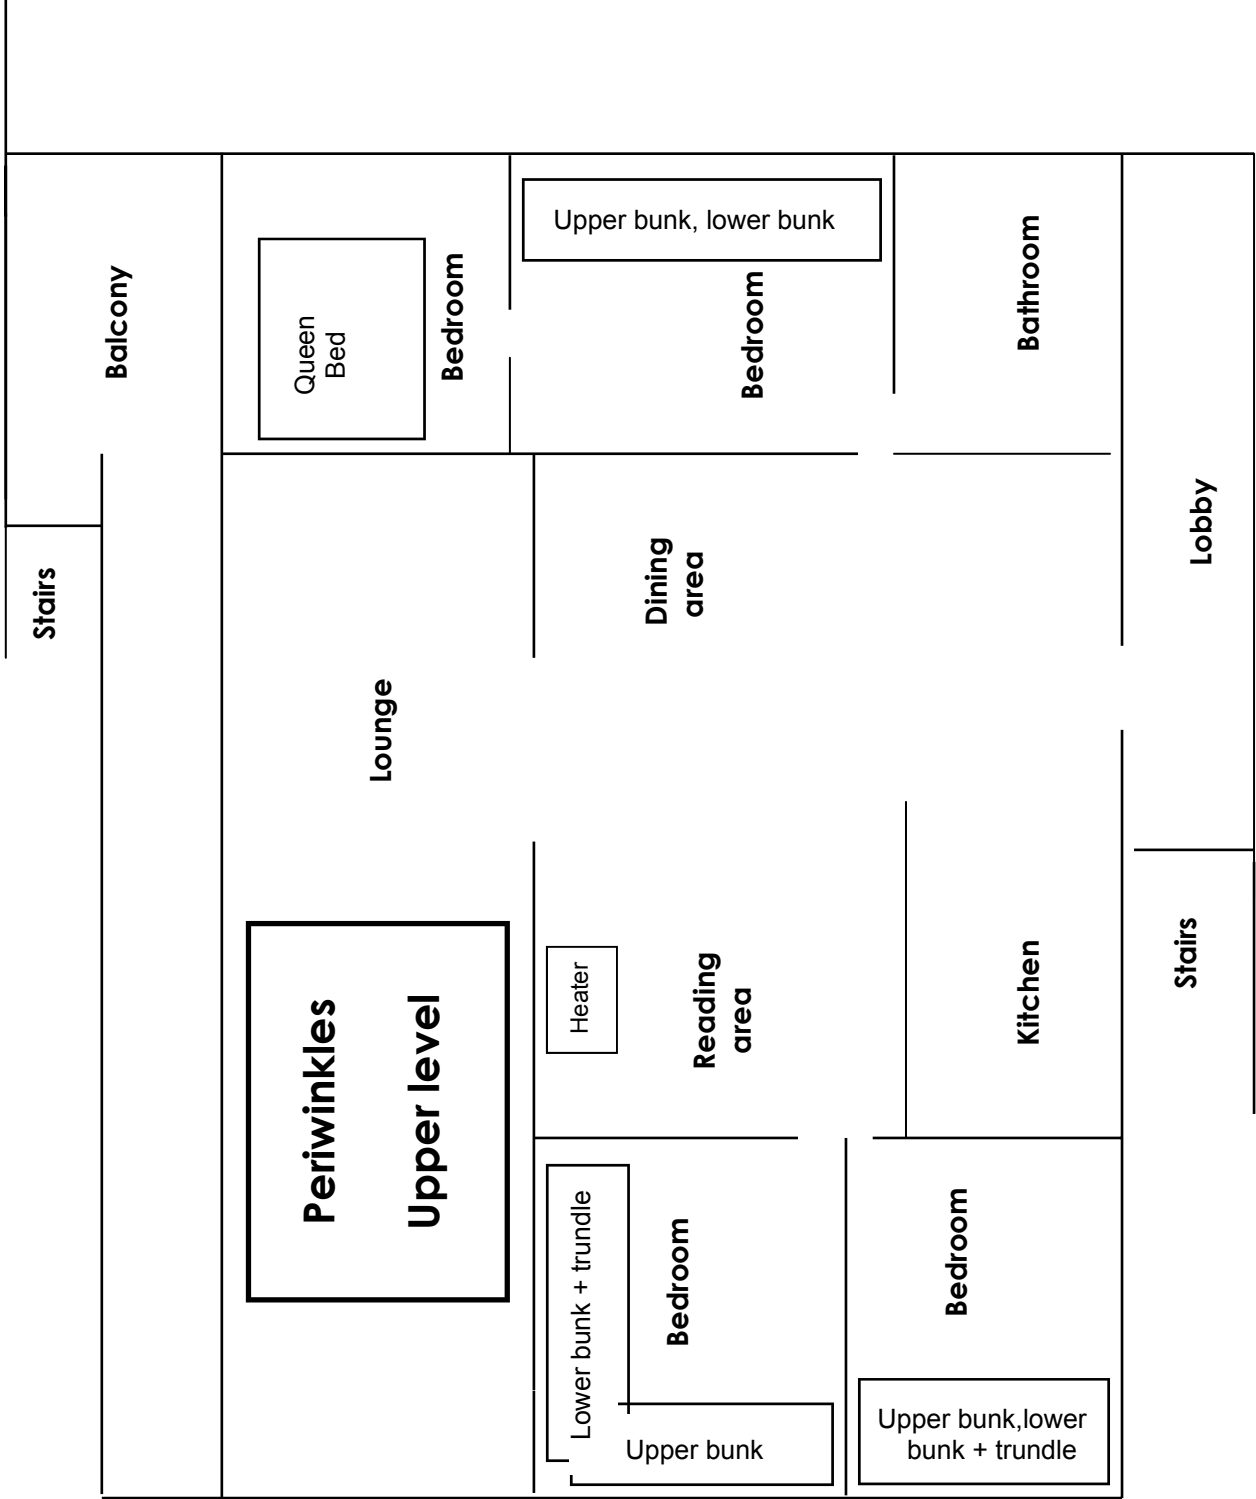 Upper bunk, lower bunk
Balcony
Queen
Bed
Bedroom
Bedroom
Bathroom
Stairs
Lounge
Dining
area
Lobby
Periwinkles
Upper level
Heater
Reading
area
Kitchen
Stairs
Lower bunk + trundle
Bedroom
Upper bunk
Bedroom
Upper bunk,lower
bunk + trundle